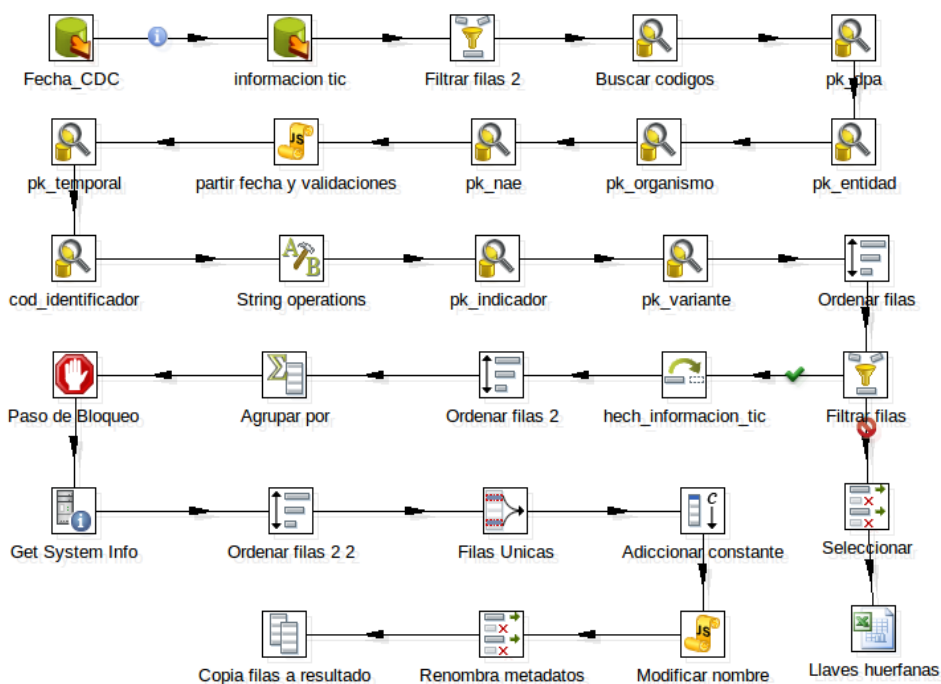 Fecha_CDC
informacion tic
Filtrar filas 2
Buscar codigos
pk_dpa
pk_temporal
JS
partir fecha y validaciones
pk_nae
pk_organismo
pk_entidad
cod_identificador
A B
String operations
pk_indicador
pk_variante
Ordenar filas
Paso de Bloqueo
Σ
Agrupar por
Ordenar filas 2
hech_informacion_tic
Filtrar filas
Get System Info
Ordenar filas 2 2
Filas Unicas
C
Adiccionar constante
Seleccionar
Copia filas a resultado
Renombra metadatos
JS
Modificar nombre
Llaves huerfanas